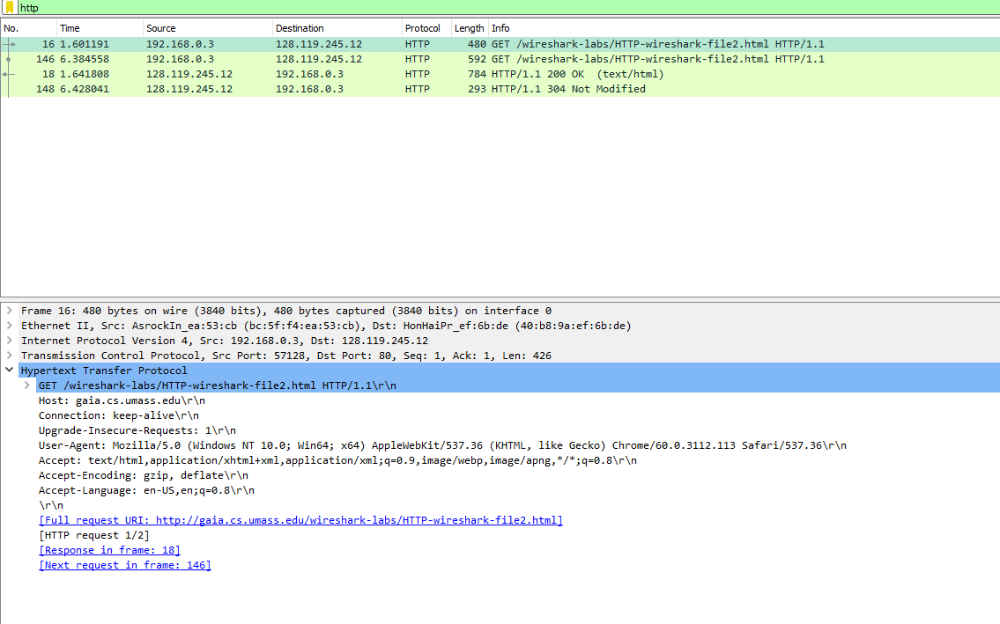 http
No. Time Source Destination Protocol Length Info
16 1.601191 192.168.0.3 128.119.245.12 HTTP 480 GET /wireshark-labs/HTTP-wireshark-file2.html HTTP/1.1
146 6.384558 192.168.0.3 128.119.245.12 HTTP 592 GET /wireshark-labs/HTTP-wireshark-file2.html HTTP/1.1
18 1.641808 128.119.245.12 192.168.0.3 HTTP 784 HTTP/1.1 200 OK  (text/html)
148 6.428041 128.119.245.12 192.168.0.3 HTTP 293 HTTP/1.1 304 Not Modified
Frame 16: 480 bytes on wire (3840 bits), 480 bytes captured (3840 bits) on interface 0
Ethernet II, Src: AsrockIn_ea:53:cb (bc:5f:f4:ea:53:cb), Dst: HonHaiPr_ef:6b:de (40:b8:9a:ef:6b:de)
Internet Protocol Version 4, Src: 192.168.0.3, Dst: 128.119.245.12
Transmission Control Protocol, Src Port: 57128, Dst Port: 80, Seq: 1, Ack: 1, Len: 426
Hypertext Transfer Protocol
GET /wireshark-labs/HTTP-wireshark-file2.html HTTP/1.1\r\n
Host: gaia.cs.umass.edu\r\n
Connection: keep-alive\r\n
Upgrade-Insecure-Requests: 1\r\n
User-Agent: Mozilla/5.0 (Windows NT 10.0; Win64; x64) AppleWebKit/537.36 (KHTML, like Gecko) Chrome/60.0.3112.113 Safari/537.36\r\n
Accept: text/html,application/xhtml+xml,application/xml;q=0.9,image/webp,image/apng,*/*;q=0.8\r\n
Accept-Encoding: gzip, deflate\r\n
Accept-Language: en-US,en;q=0.8\r\n
\r\n
[Full request URI: http://gaia.cs.umass.edu/wireshark-labs/HTTP-wireshark-file2.html]
[HTTP request 1/2]
[Response in frame: 18]
[Next request in frame: 146]